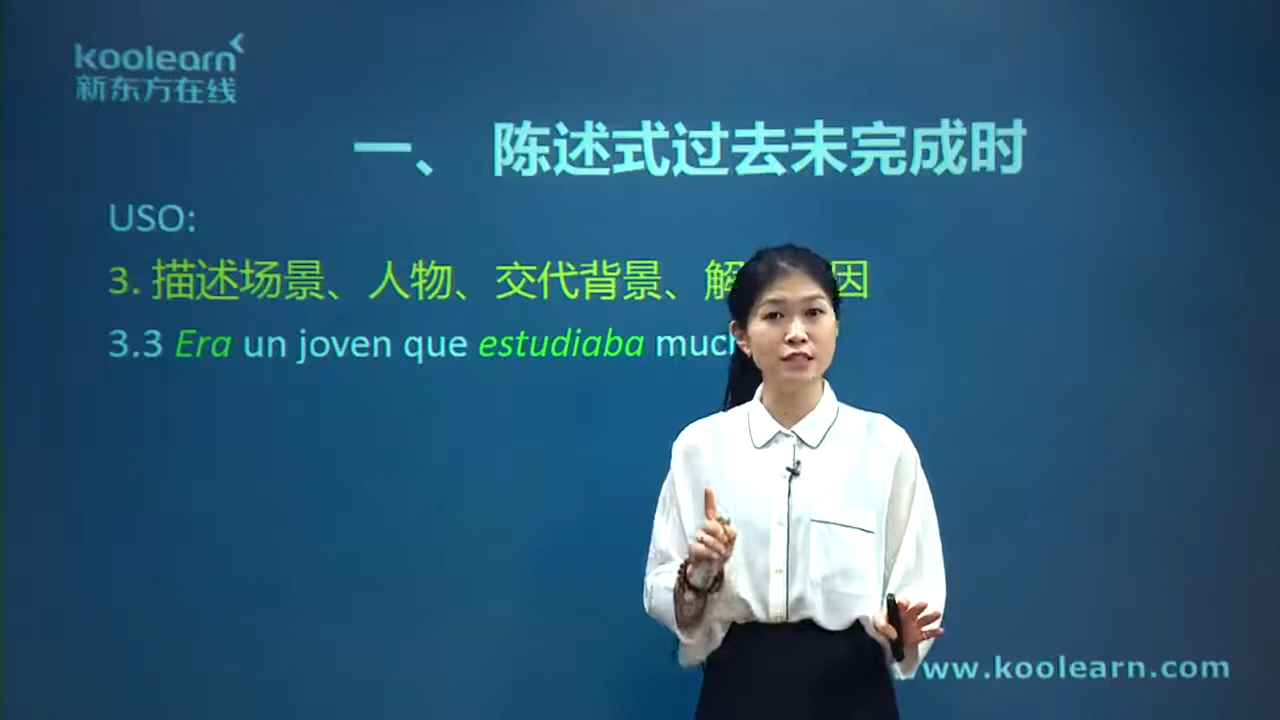 koolearn
新东方在线
一、 陈述式过去未完成时
USO:
3. 描述场景、人物、交代背景、解 因
3.3 Era un joven que estudiaba
ww.koolearn.com